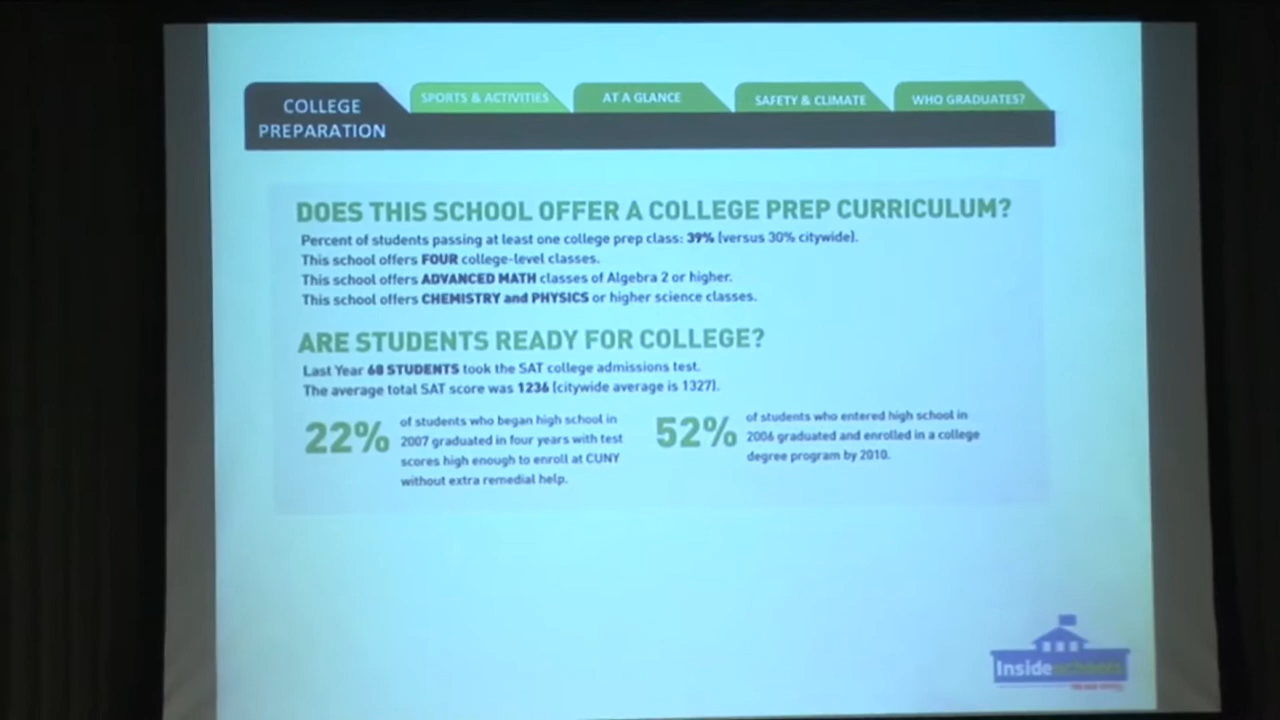 COLLEGE
PREPARATION
SPORTS & ACTIVITIES
AT A GLANCE
SAFETY & CLIMATE
WHO GRADUATES?
DOES THIS SCHOOL OFFER A COLLEGE PREP CURRICULUM?
Percent of students passing at least one college prep class: 39% (versus 30% citywide).
This school offers FOUR college-level classes.
This school offers ADVANCED MATH classes of Algebra 2 or higher.
This school offers CHEMISTRY and PHYSICS or higher science classes.
ARE STUDENTS READY FOR COLLEGE?
Last Year 68 STUDENTS took the SAT college admissions test.
The average total SAT score was 1236 (citywide average is 1327).
22%
of students who began high school in
2007 graduated in four years with test
scores high enough to enroll at CUNY
without extra remedial help.
52%
of students who entered high school in
2006 graduated and enrolled in a college
degree program by 2010.
Insideschools